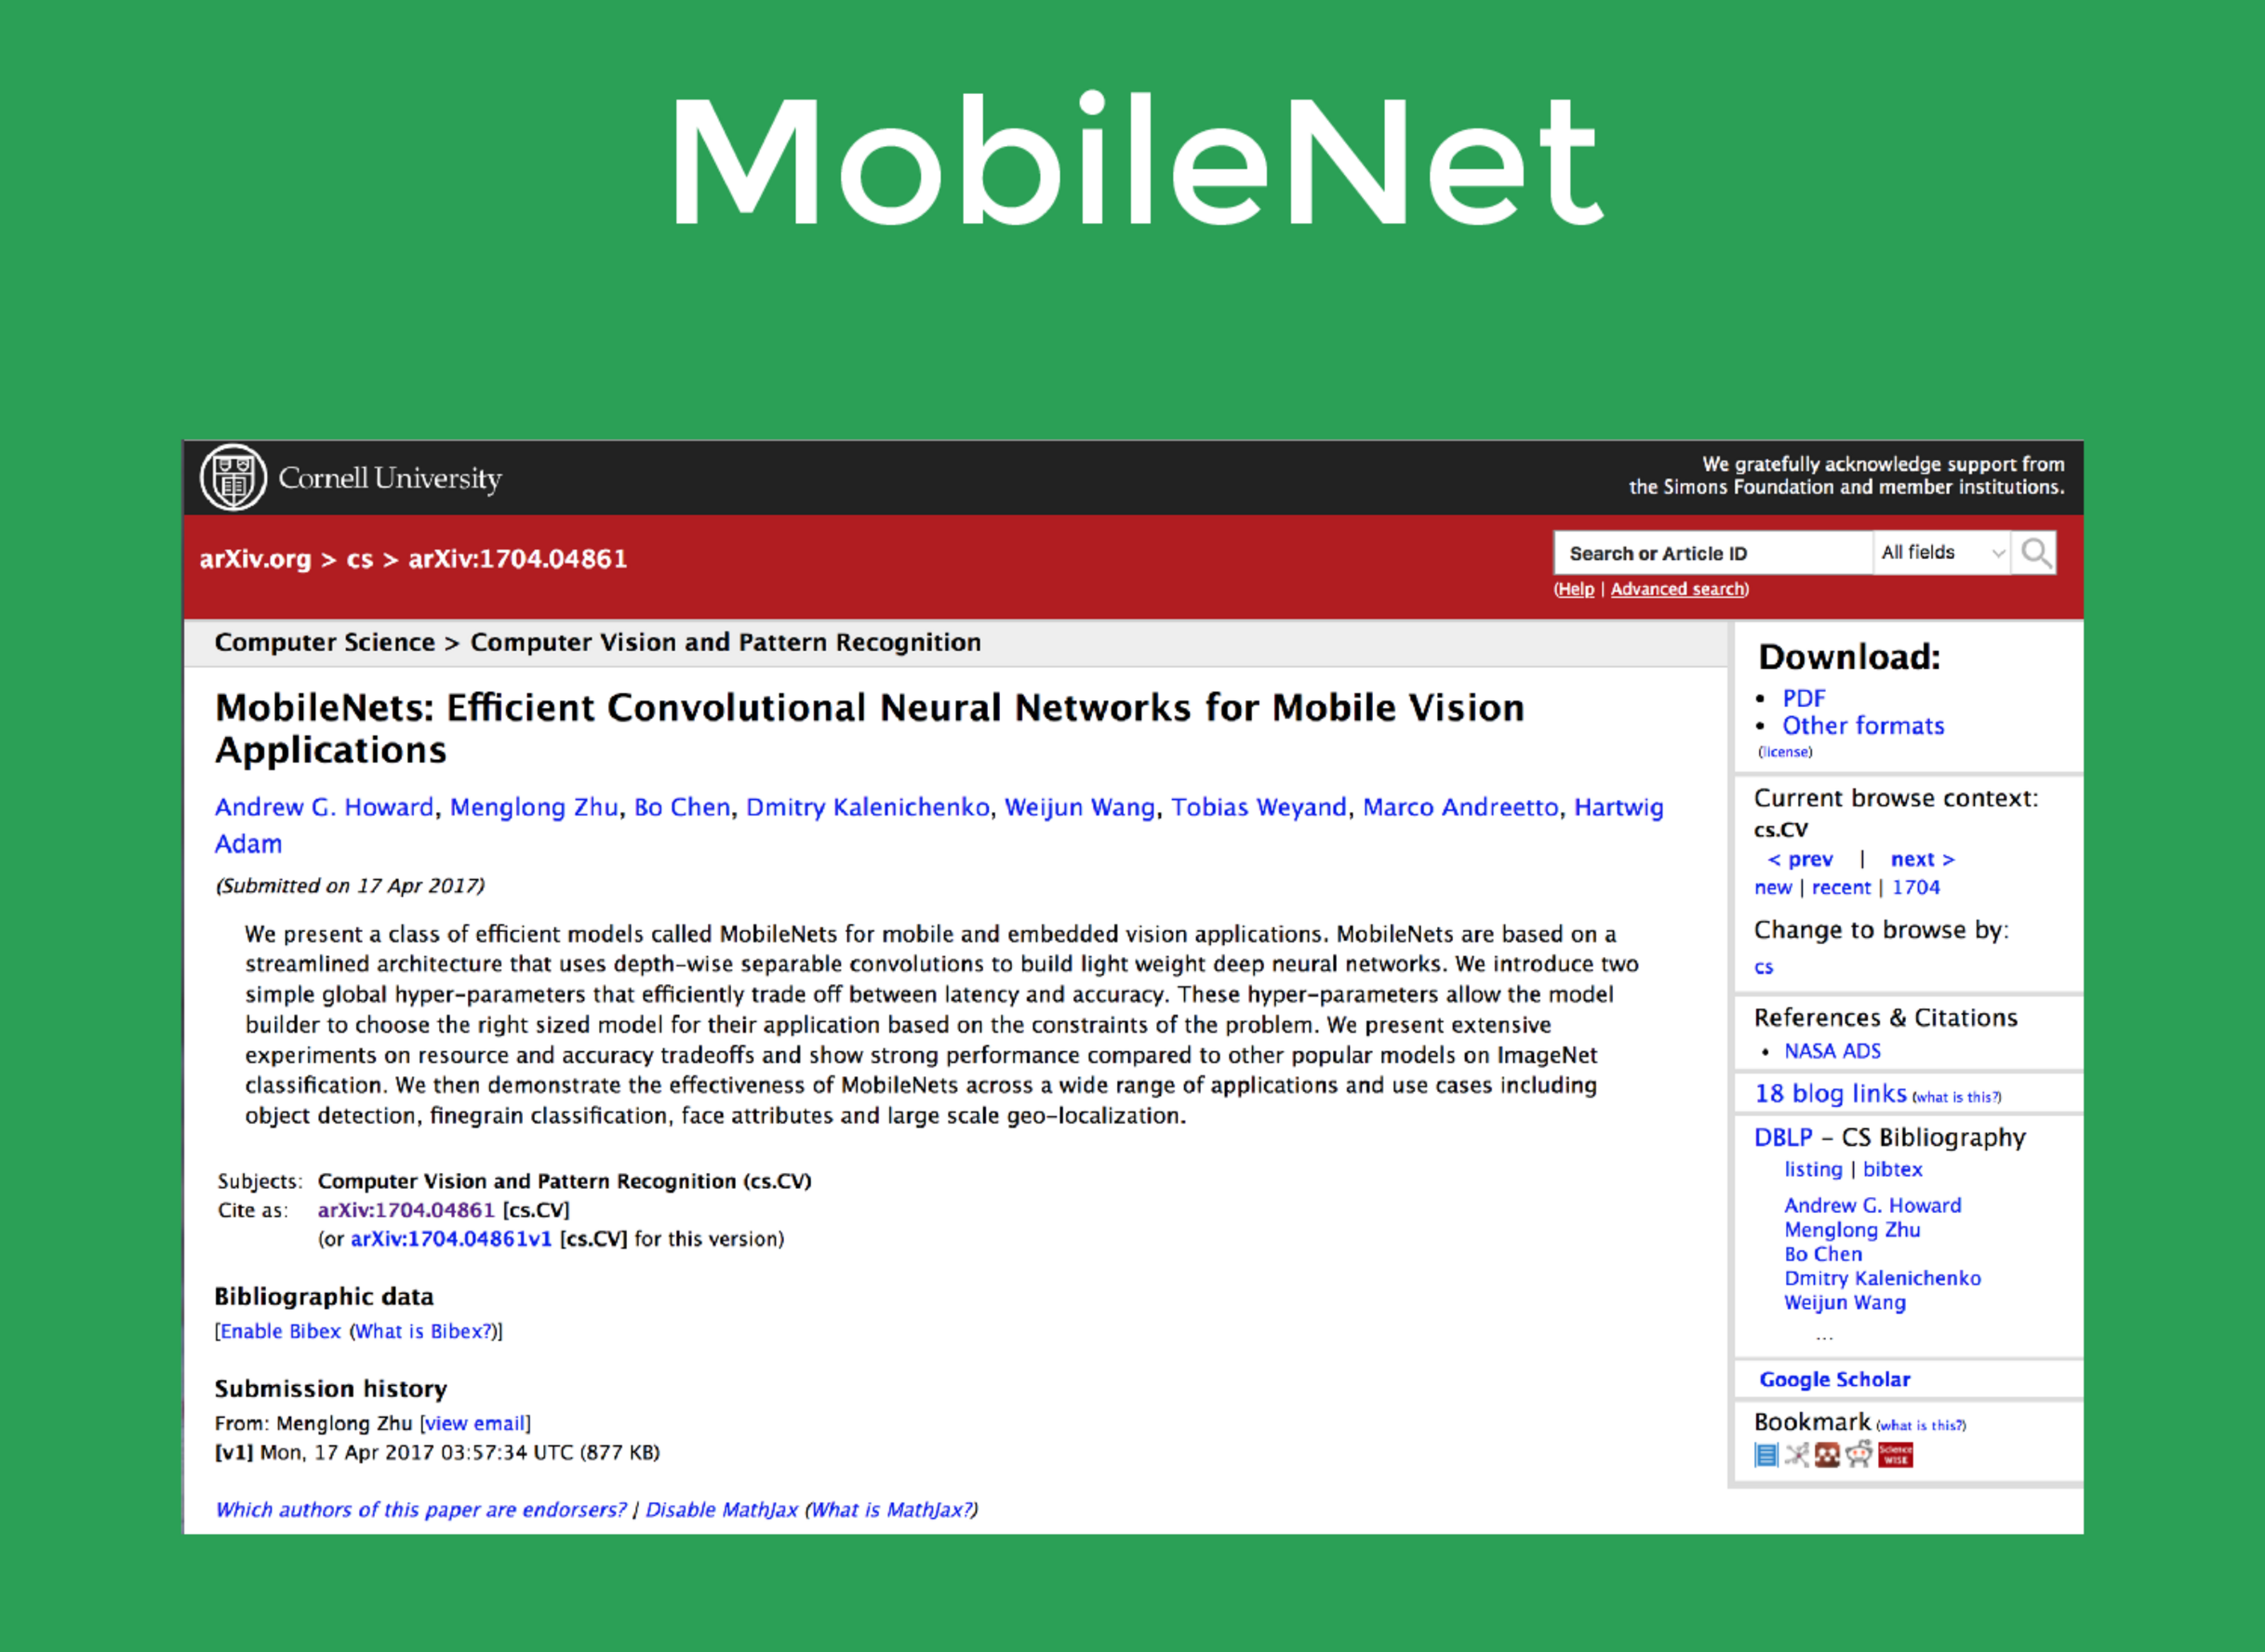 MobileNet
Cornell University
We gratefully acknowledge support from
the Simons Foundation and member institutions.
arXiv.org > cs > arXiv:1704.04861
Search or Article ID
All fields
(Help | Advanced search)
Computer Science > Computer Vision and Pattern Recognition
MobileNets: Efficient Convolutional Neural Networks for Mobile Vision
Applications
Andrew G. Howard, Menglong Zhu, Bo Chen, Dmitry Kalenichenko, Weijun Wang, Tobias Weyand, Marco Andreetto, Hartwig
Adam
(Submitted on 17 Apr 2017)
We present a class of efficient models called MobileNets for mobile and embedded vision applications. MobileNets are based on a
streamlined architecture that uses depth-wise separable convolutions to build light weight deep neural networks. We introduce two
simple global hyper-parameters that efficiently trade off between latency and accuracy. These hyper-parameters allow the model
builder to choose the right sized model for their application based on the constraints of the problem. We present extensive
experiments on resource and accuracy tradeoffs and show strong performance compared to other popular models on ImageNet
classification. We then demonstrate the effectiveness of MobileNets across a wide range of applications and use cases including
object detection, finegrain classification, face attributes and large scale geo-localization.
Subjects: Computer Vision and Pattern Recognition (cs.CV)
Cite as: arXiv:1704.04861 [cs.CV]
(or arXiv:1704.04861v1 [cs.CV] for this version)
Bibliographic data
[Enable Bibex (What is Bibex?)]
Submission history
From: Menglong Zhu [view email]
[v1] Mon, 17 Apr 2017 03:57:34 UTC (877 KB)
Which authors of this paper are endorsers? | Disable MathJax (What is MathJax?)
Download:
• PDF
• Other formats
(license)
Current browse context:
cs.CV
< prev | next >
new | recent | 1704
Change to browse by:
cs
References & Citations
• NASA ADS
18 blog links (what is this?)
DBLP – CS Bibliography
listing | bibtex
Andrew G. Howard
Menglong Zhu
Bo Chen
Dmitry Kalenichenko
Weijun Wang
...
Google Scholar
Bookmark (what is this?)
Science
WISE